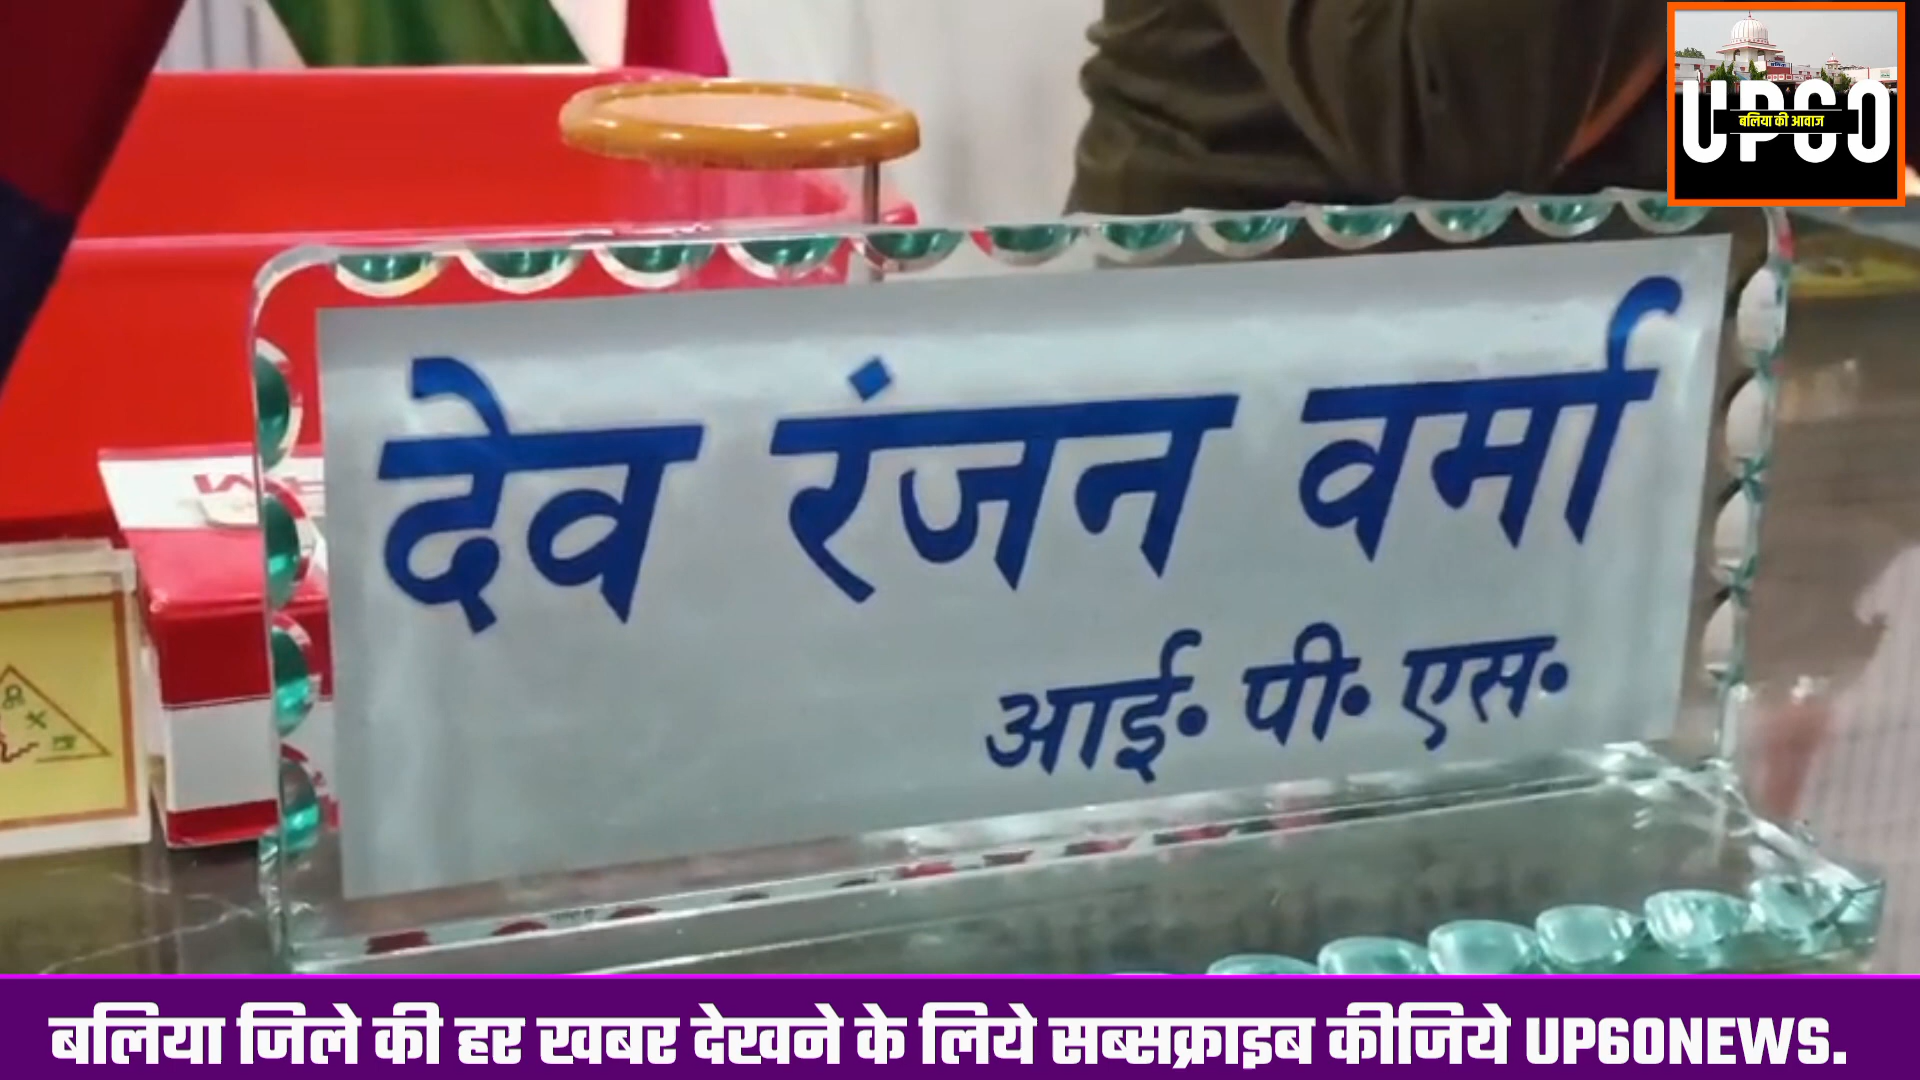 UP60
बलिया की आवाज
देव रंजन वर्मा
आई. पी. एस.
बलिया जिले की हर खबर देखने के लिये सब्सक्राइब कीजिये UP60NEWS.